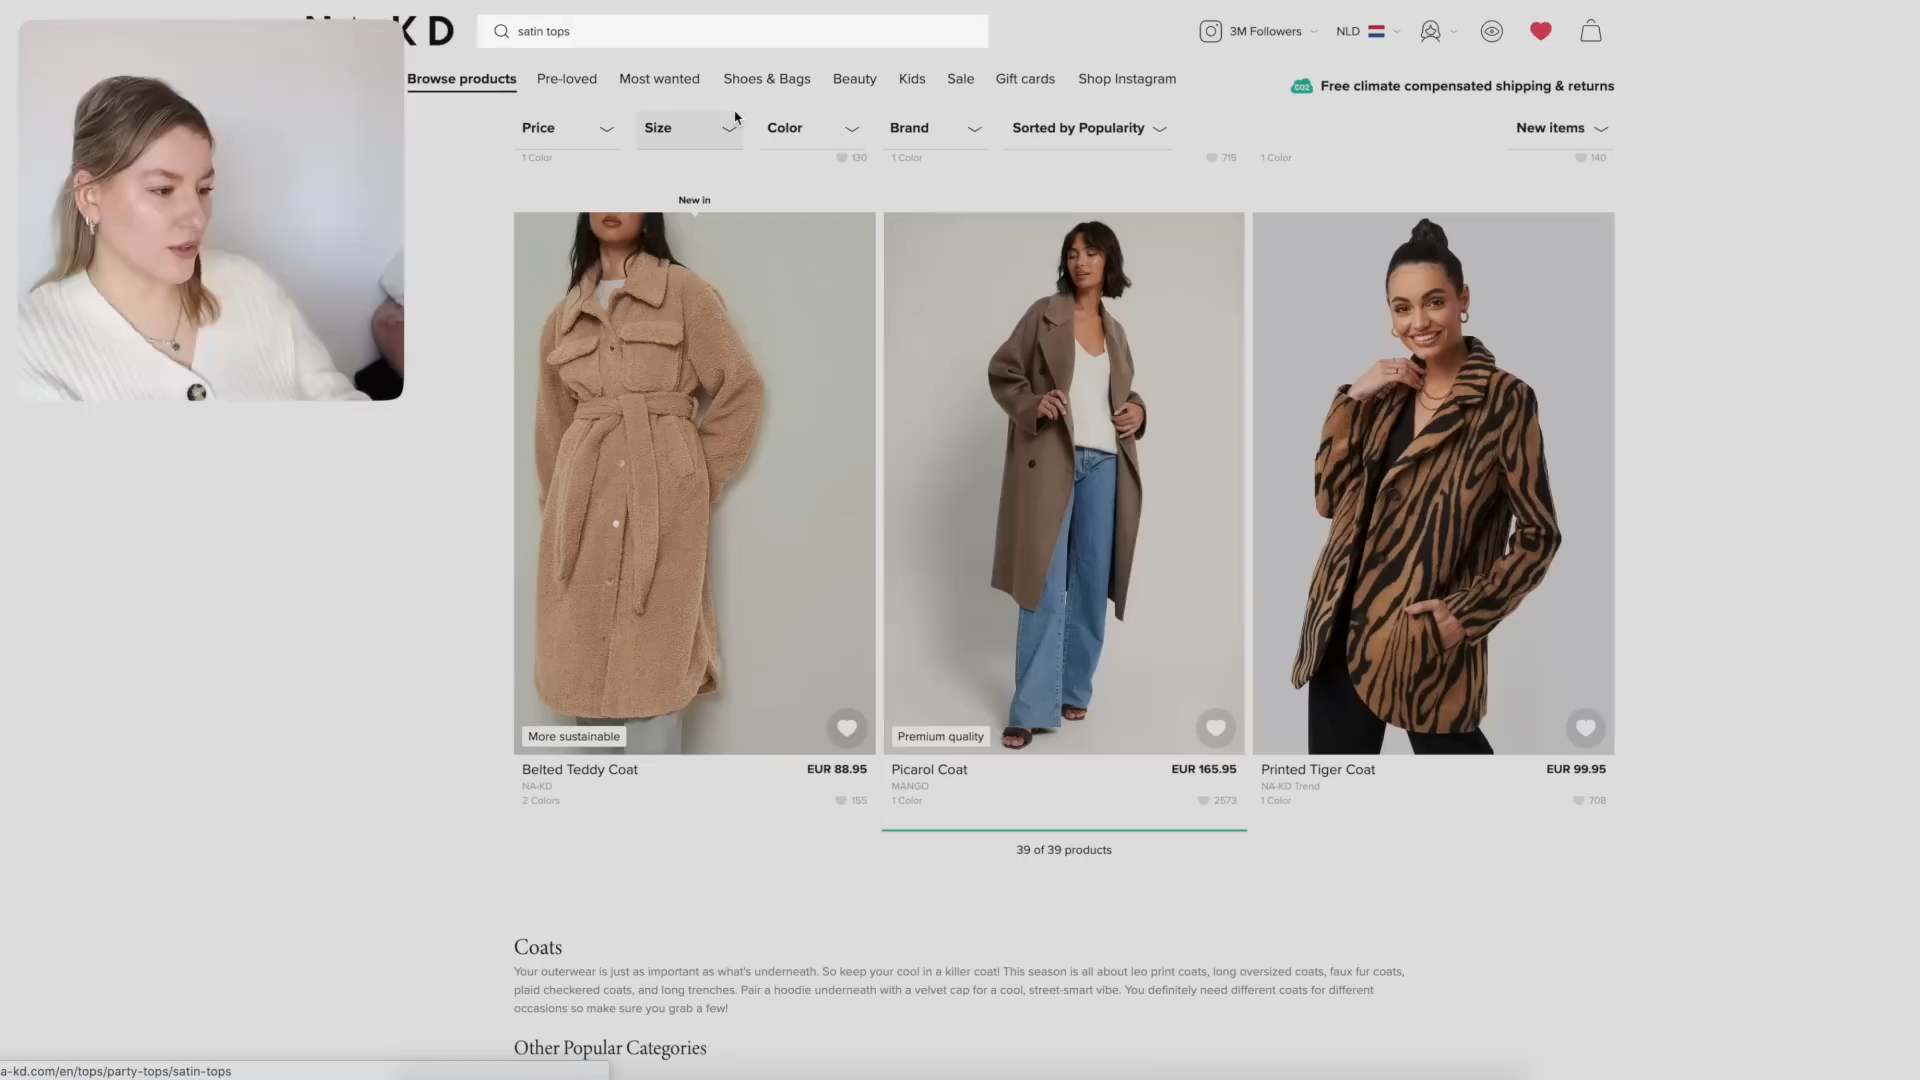 KD
satin tops
3M Followers
NLD
Browse products
Pre-loved
Most wanted
Shoes & Bags
Beauty
Kids
Sale
Gift cards
Shop Instagram
CO2
Free climate compensated shipping & returns
Price
Size
Color
Brand
Sorted by Popularity
New items
1 Color
130
1 Color
715
1 Color
140
New in
More sustainable
Premium quality
Belted Teddy Coat
EUR 88.95
NA-KD
2 Colors
155
Picarol Coat
EUR 165.95
MANGO
1 Color
2573
Printed Tiger Coat
EUR 99.95
NA-KD Trend
1 Color
708
39 of 39 products
Coats
Your outerwear is just as important as what's underneath. So keep your cool in a killer coat! This season is all about leo print coats, long oversized coats, faux fur coats,
plaid checkered coats, and long trenches. Pair a hoodie underneath with a velvet cap for a cool, street-smart vibe. You definitely need different coats for different
occasions so make sure you grab a few!
Other Popular Categories
a-kd.com/en/tops/party-tops/satin-tops